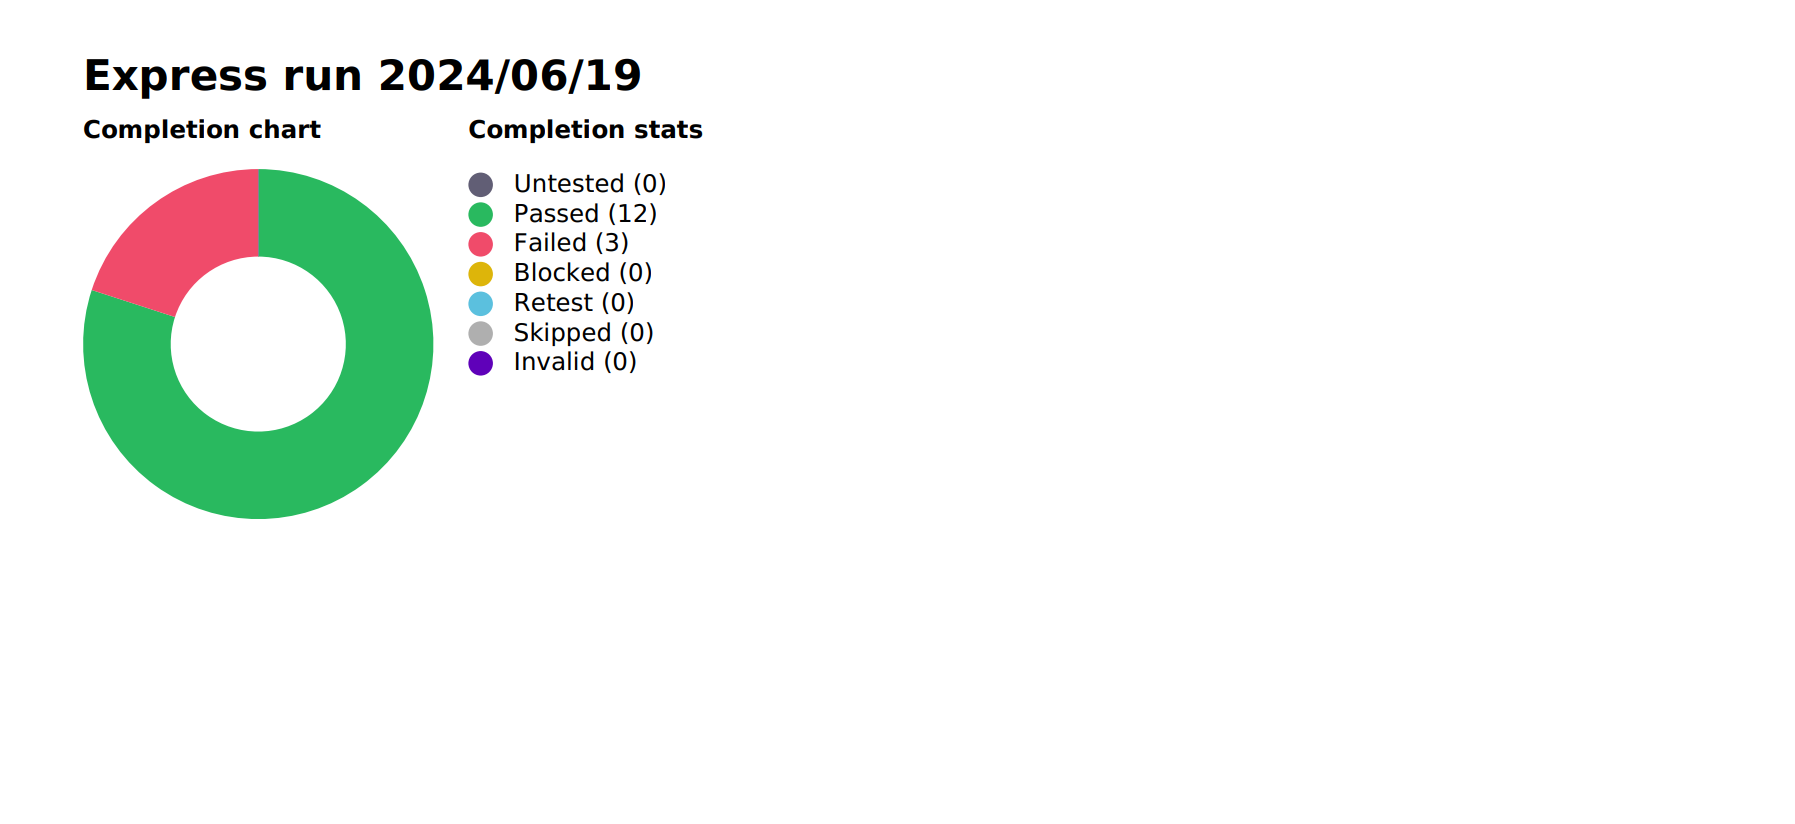 Express run 2024/06/19
Completion chart
Completion stats
Untested (0)
Passed (12)
Failed (3)
Blocked (0)
Retest (0)
Skipped (0)
Invalid (0)